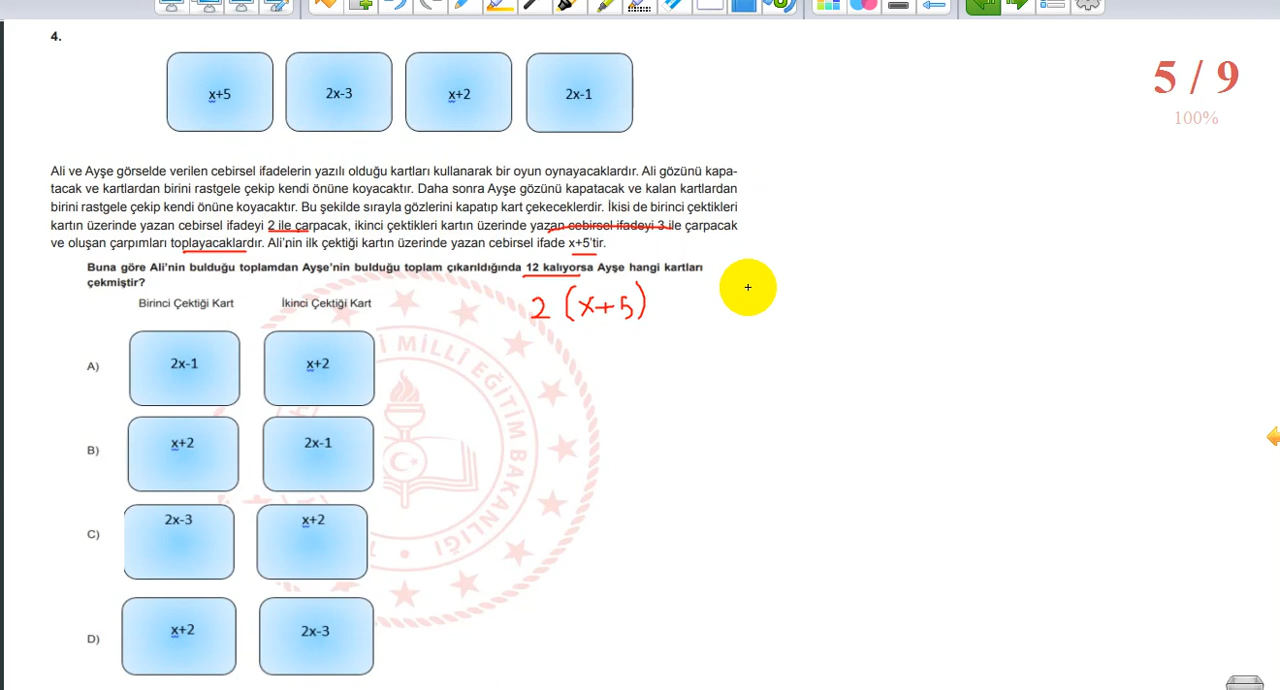 4.
5 / 9
100%
x+5
2x-3
x+2
2x-1
Ali ve Ayşe görselde verilen cebirsel ifadelerin yazılı olduğu kartları kullanarak bir oyun oynayacaklardır. Ali gözünü kapa-
tacak ve kartlardan birini rastgele çekip kendi önüne koyacaktır. Daha sonra Ayşe gözünü kapatacak ve kalan kartlardan
birini rastgele çekip kendi önüne koyacaktır. Bu şekilde sırayla gözlerini kapatıp kart çekeceklerdir. İkisi de birinci çektikleri
kartın üzerinde yazan cebirsel ifadeyi 2 ile çarpacak, ikinci çektikleri kartın üzerinde yazan cebirsel ifadeyi 3 ile çarpacak
ve oluşan çarpımları toplayacaklardır. Ali'nin ilk çektiği kartın üzerinde yazan cebirsel ifade x+5'tir.
Buna göre Ali'nin bulduğu toplamdan Ayşe'nin bulduğu toplam çıkarıldığında 12 kalıyorsa Ayşe hangi kartları
çekmiştir?
Birinci Çektiği Kart
İkinci Çektiği Kart
2 (x+5)
A)
2x-1
x+2
B)
x+2
2x-1
C)
2x-3
x+2
D)
x+2
2x-3
MİLLÎ EĞİTİM BAKANLIĞI